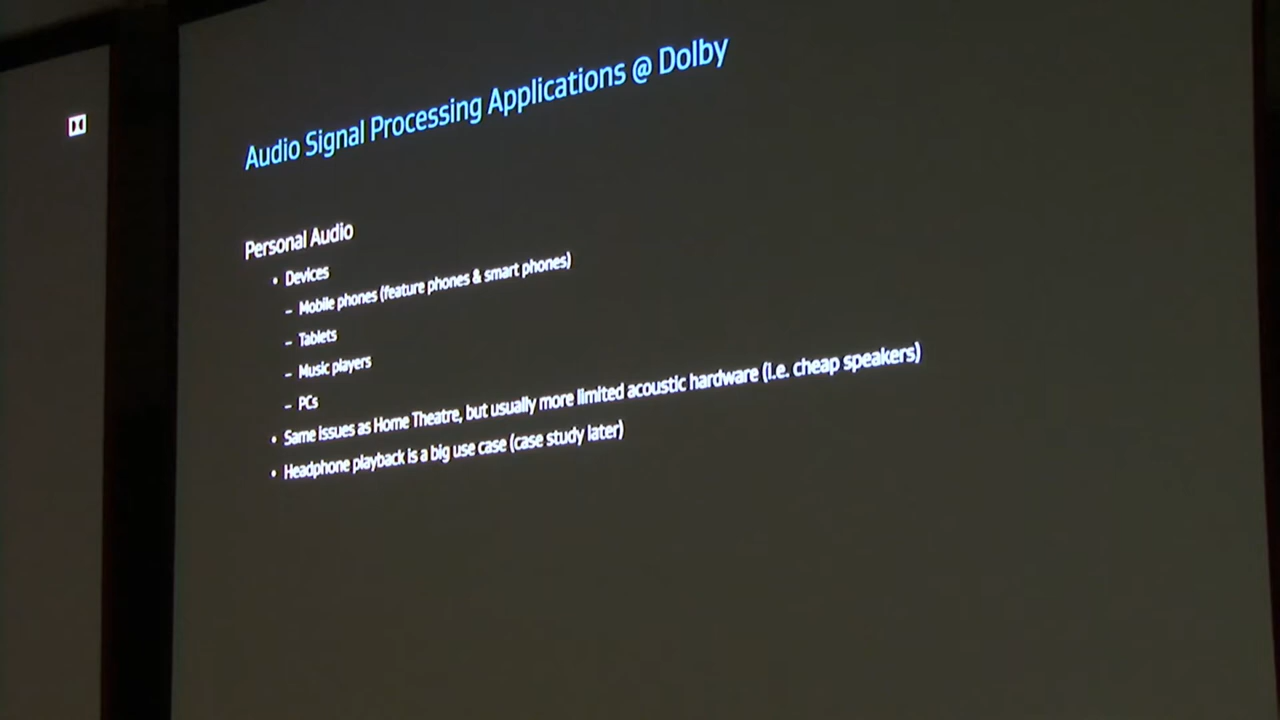 Audio Signal Processing Applications @ Dolby
Personal Audio
• Devices
– Mobile phones (feature phones & smart phones)
– Tablets
– Music players
– PCs
• Same issues as Home Theatre, but usually more limited acoustic hardware (i.e. cheap speakers)
• Headphone playback is a big use case (case study later)